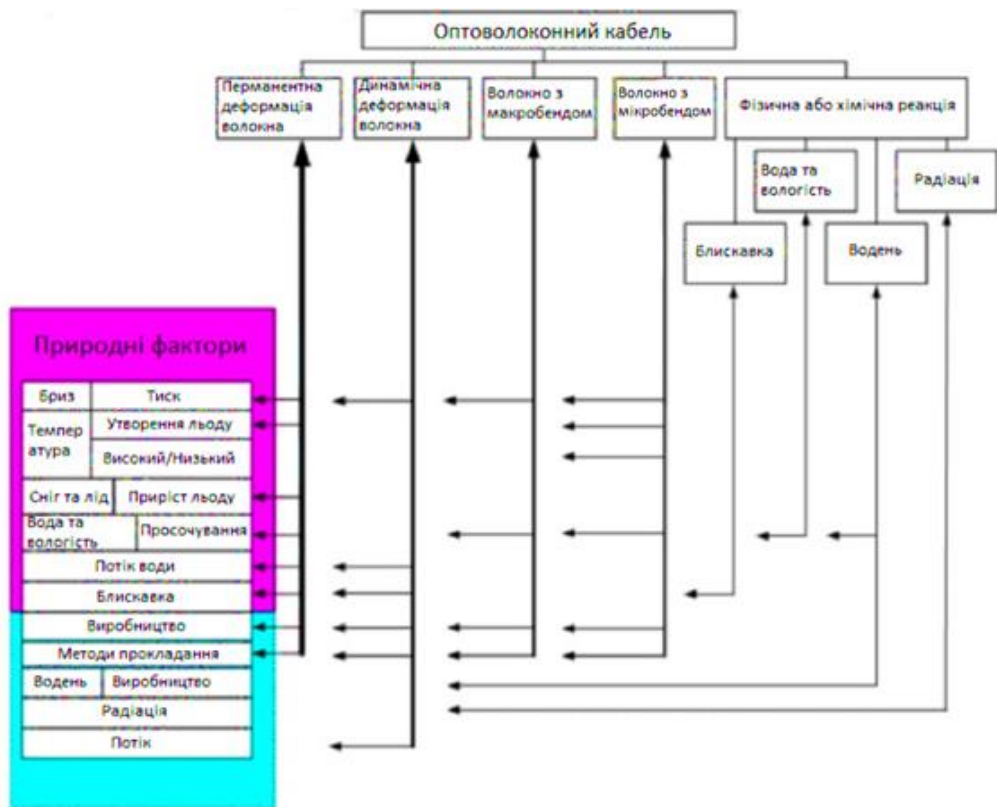 Оптоволоконний кабель
Перманентна
деформація
волокна
Динамічна
деформація
волокна
Волокно з
макробендом
Волокно з
мікробендом
Фізична або хімічна реакція
Вода та
вологість
Радіація
Блискавка
Водень
Природні фактори
Бриз
Тиск
Темпер
атура
Утворення льоду
Високий/Низький
Сніг та лід
Приріст льоду
Вода та
вологість
Просочування
Потік води
Блискавка
Виробництво
Методи прокладання
Водень
Виробництво
Радіація
Потік